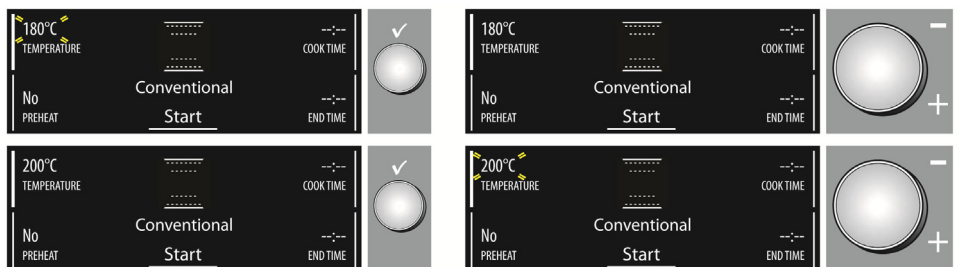 180°C
TEMPERATURE
--:--
COOK TIME
Conventional
No
PREHEAT
Start
--:--
END TIME
✓
180°C
TEMPERATURE
--:--
COOK TIME
Conventional
No
PREHEAT
Start
--:--
END TIME
-
+
200°C
TEMPERATURE
--:--
COOK TIME
Conventional
No
PREHEAT
Start
--:--
END TIME
✓
200°C
TEMPERATURE
--:--
COOK TIME
Conventional
No
PREHEAT
Start
--:--
END TIME
-
+